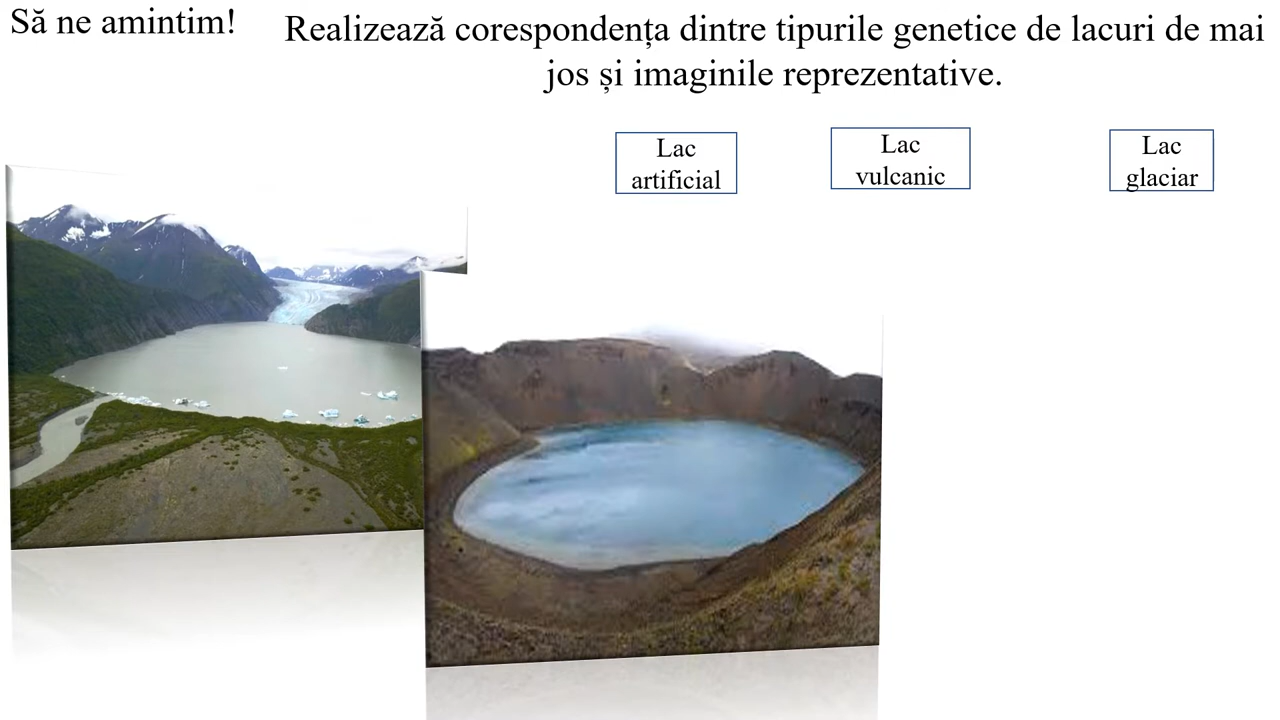 Să ne amintim!
Realizează corespondența dintre tipurile genetice de lacuri de mai
jos și imaginile reprezentative.
Lac
artificial
Lac
vulcanic
Lac
glaciar